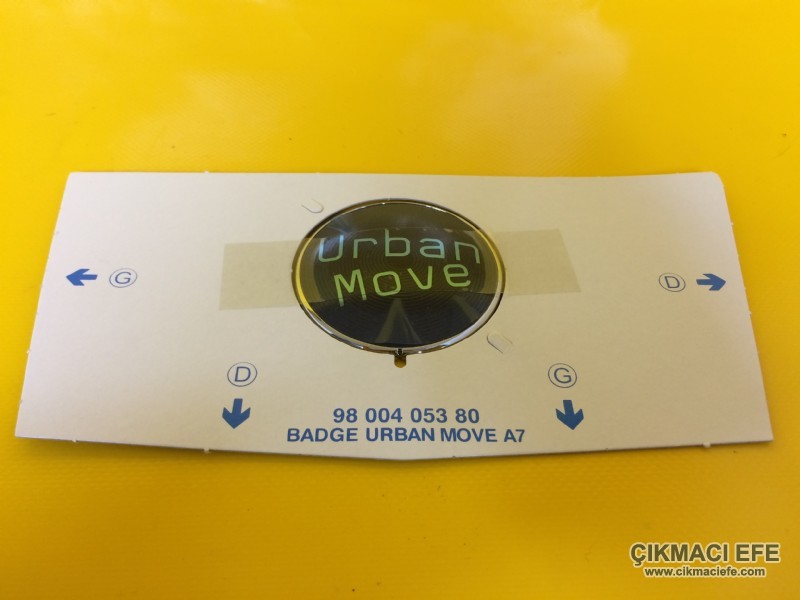 Urban
Move
G
D
D
G
98 004 053 80
BADGE URBAN MOVE A7
ÇIKMACI EFE
www.cikmaciefe.com